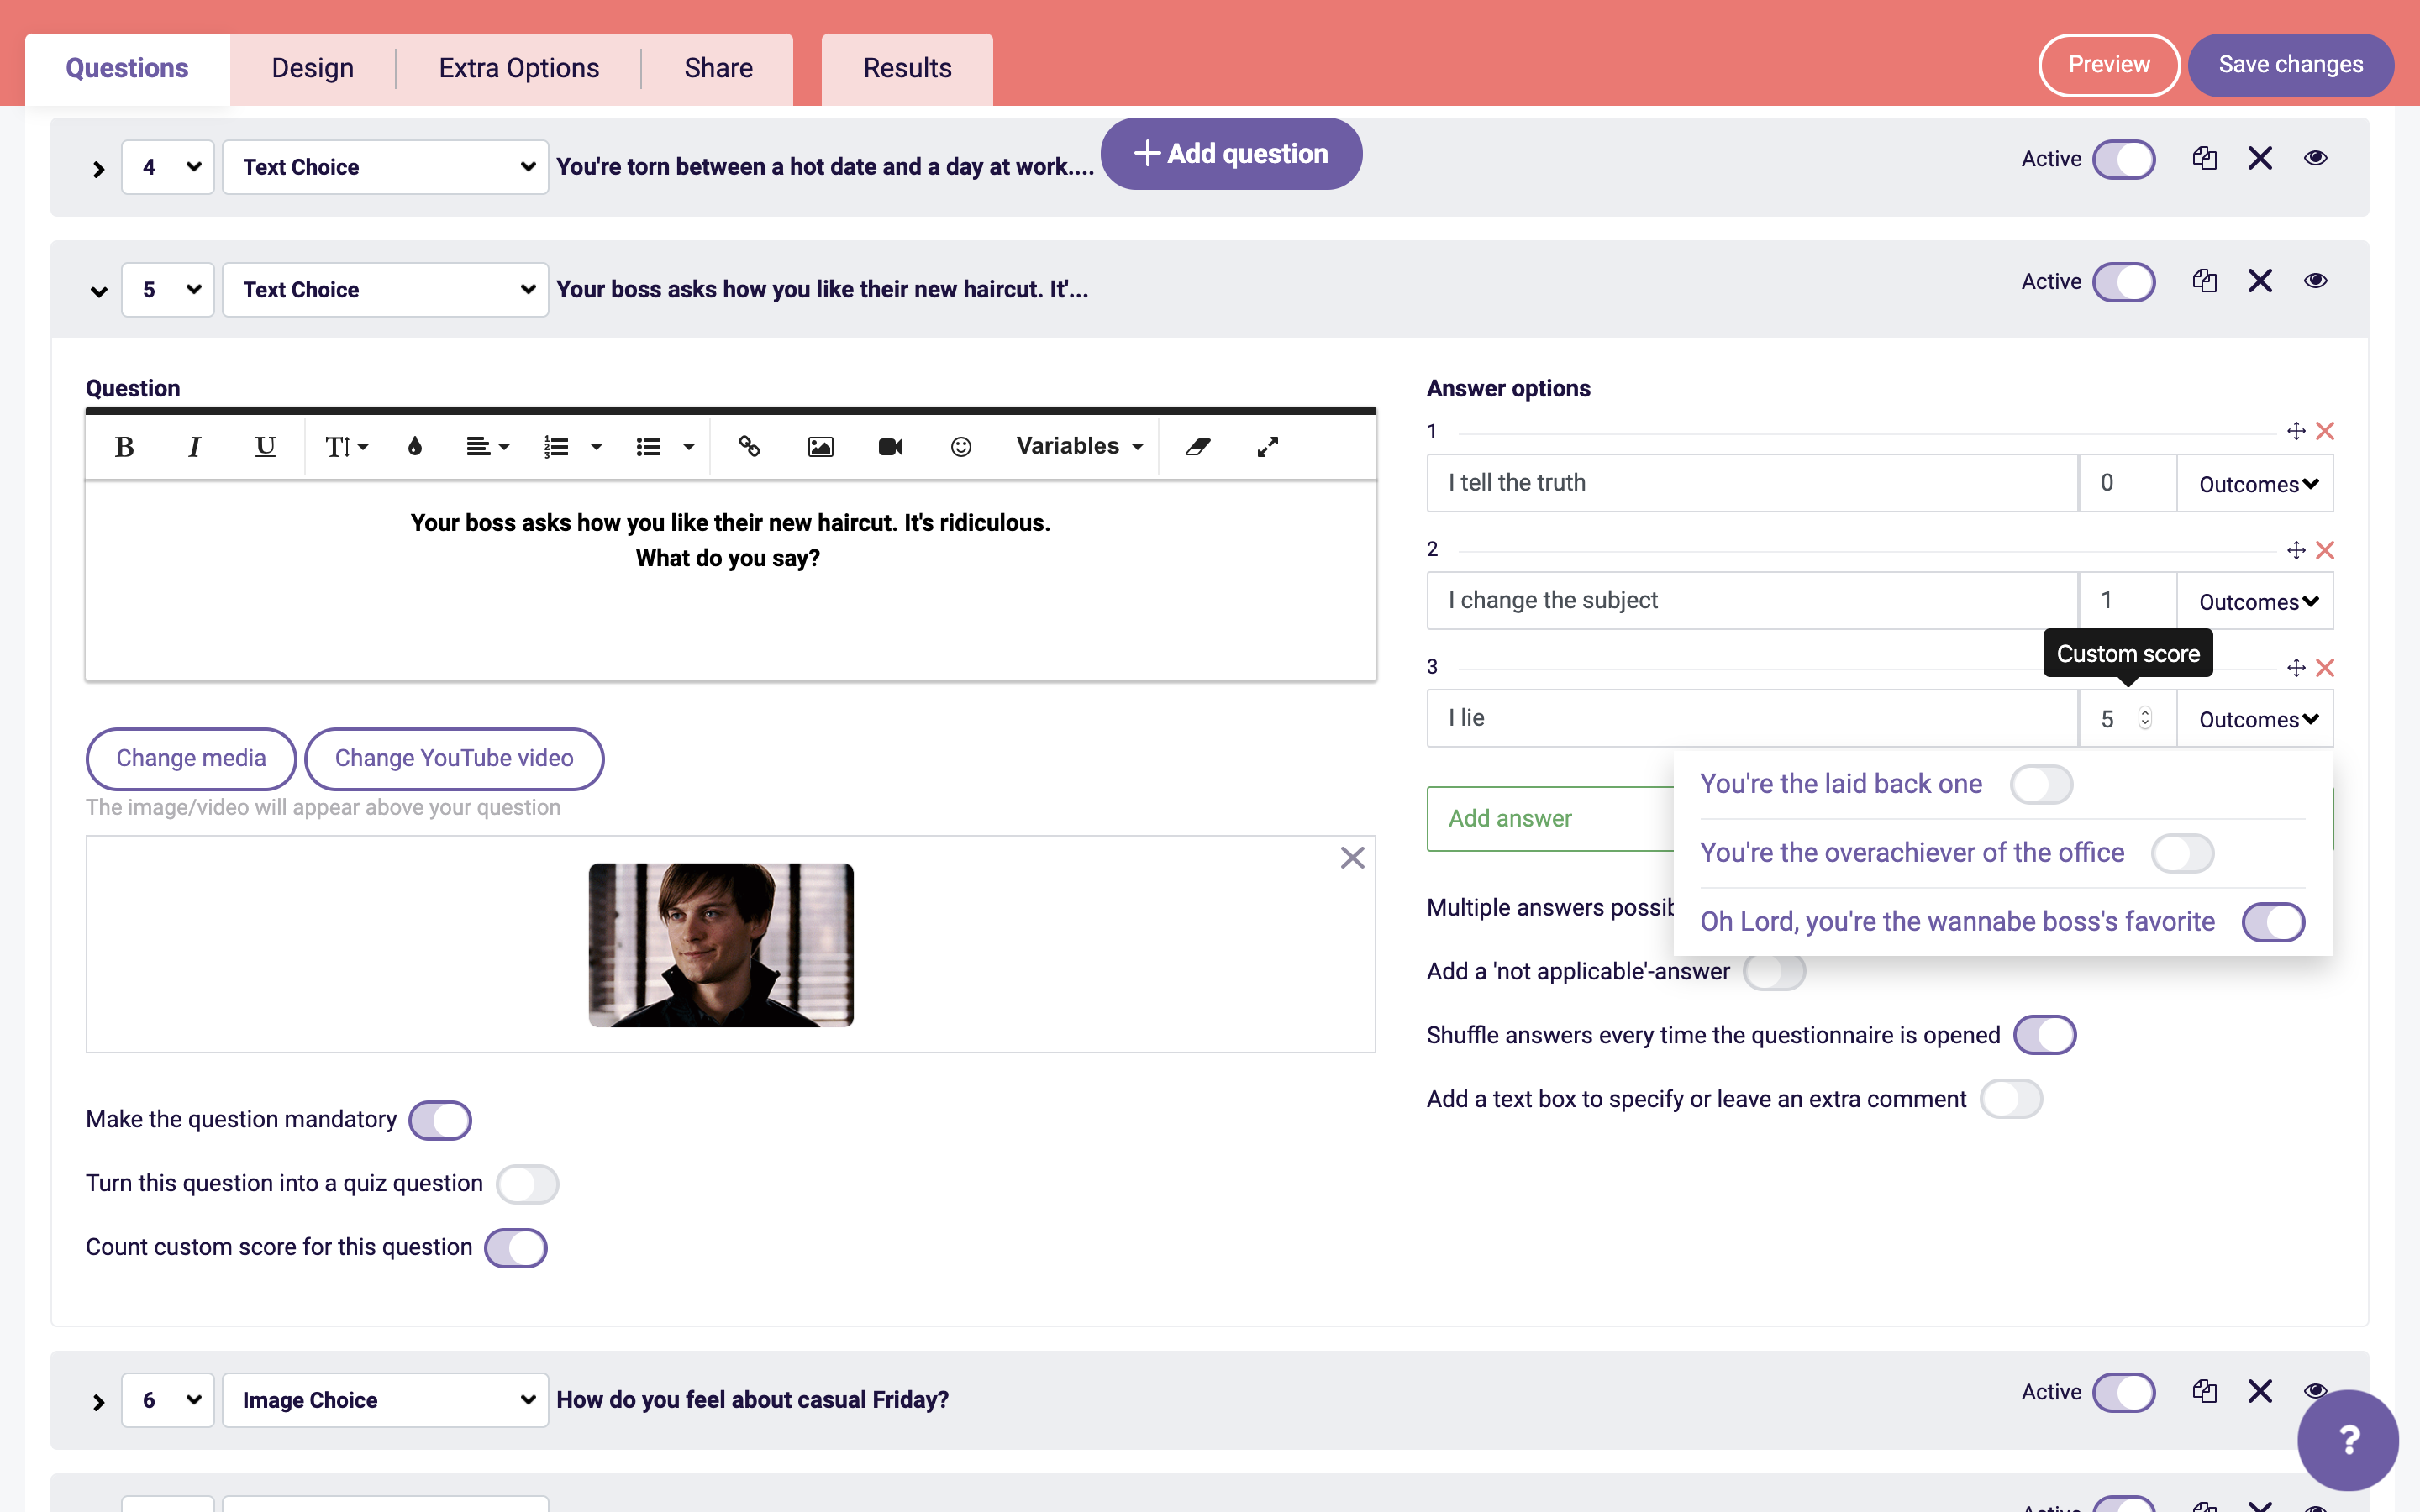 Questions
Design
Extra Options
Share
Results
Preview
Save changes
4
Text Choice
You're torn between a hot date and a day at work....
Add question
Active
5
Text Choice
Your boss asks how you like their new haircut. It'...
Active
Question
B I U
Variables
Your boss asks how you like their new haircut. It's ridiculous.
What do you say?
Change media
Change YouTube video
The image/video will appear above your question
Make the question mandatory
Turn this question into a quiz question
Count custom score for this question
Answer options
1
I tell the truth
0
Outcomes
2
I change the subject
1
Outcomes
Custom score
3
I lie
5
Outcomes
You're the laid back one
You're the overachiever of the office
Oh Lord, you're the wannabe boss's favorite
Add answer
Multiple answers
Add a 'not applicable'-answer
Shuffle answers every time the questionnaire is opened
Add a text box to specify or leave an extra comment
6
Image Choice
How do you feel about casual Friday?
Active
?